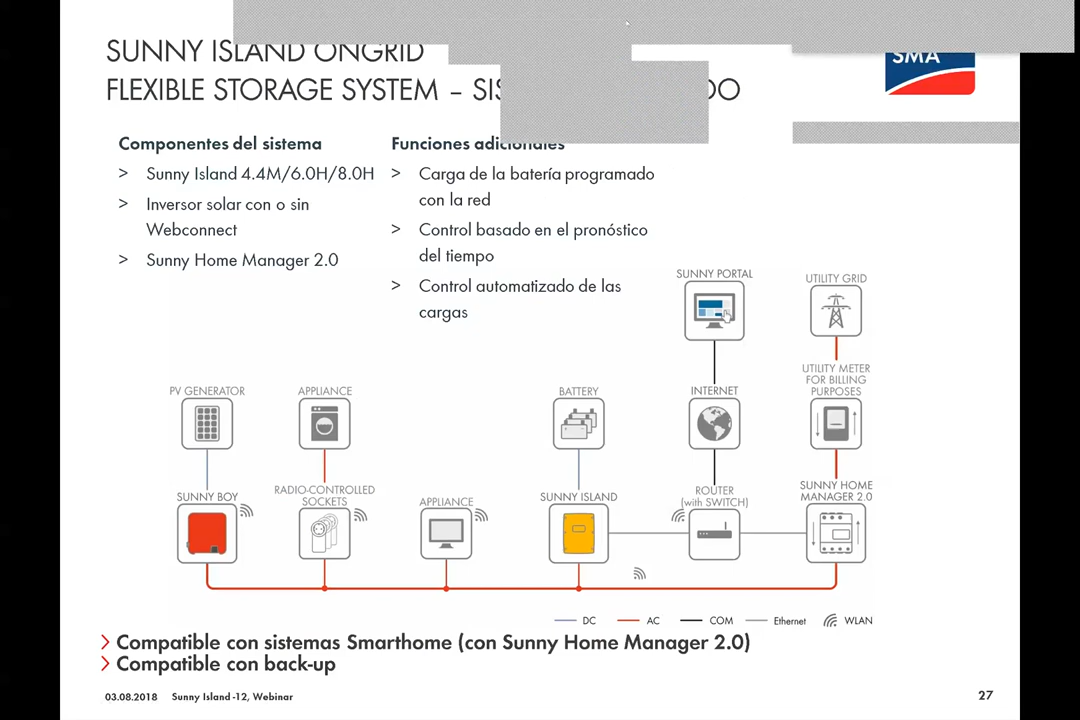 SUNNY ISLAND ONGRID
FLEXIBLE STORAGE SYSTEM –
SMA
Componentes del sistema
> Sunny Island 4.4M/6.0H/8.0H
> Inversor solar con o sin
Webconnect
> Sunny Home Manager 2.0
Funciones adicionales
> Carga de la batería programado
con la red
> Control basado en el pronóstico
del tiempo
> Control automatizado de las
cargas
SUNNY PORTAL
UTILITY GRID
UTILITY METER
FOR BILLING
PURPOSES
PV GENERATOR
APPLIANCE
BATTERY
INTERNET
SUNNY BOY
RADIO-CONTROLLED
SOCKETS
APPLIANCE
SUNNY ISLAND
ROUTER
(with SWITCH)
SUNNY HOME
MANAGER 2.0
DC AC COM Ethernet WLAN
> Compatible con sistemas Smarthome (con Sunny Home Manager 2.0)
> Compatible con back-up
03.08.2018 Sunny Island -12, Webinar
27